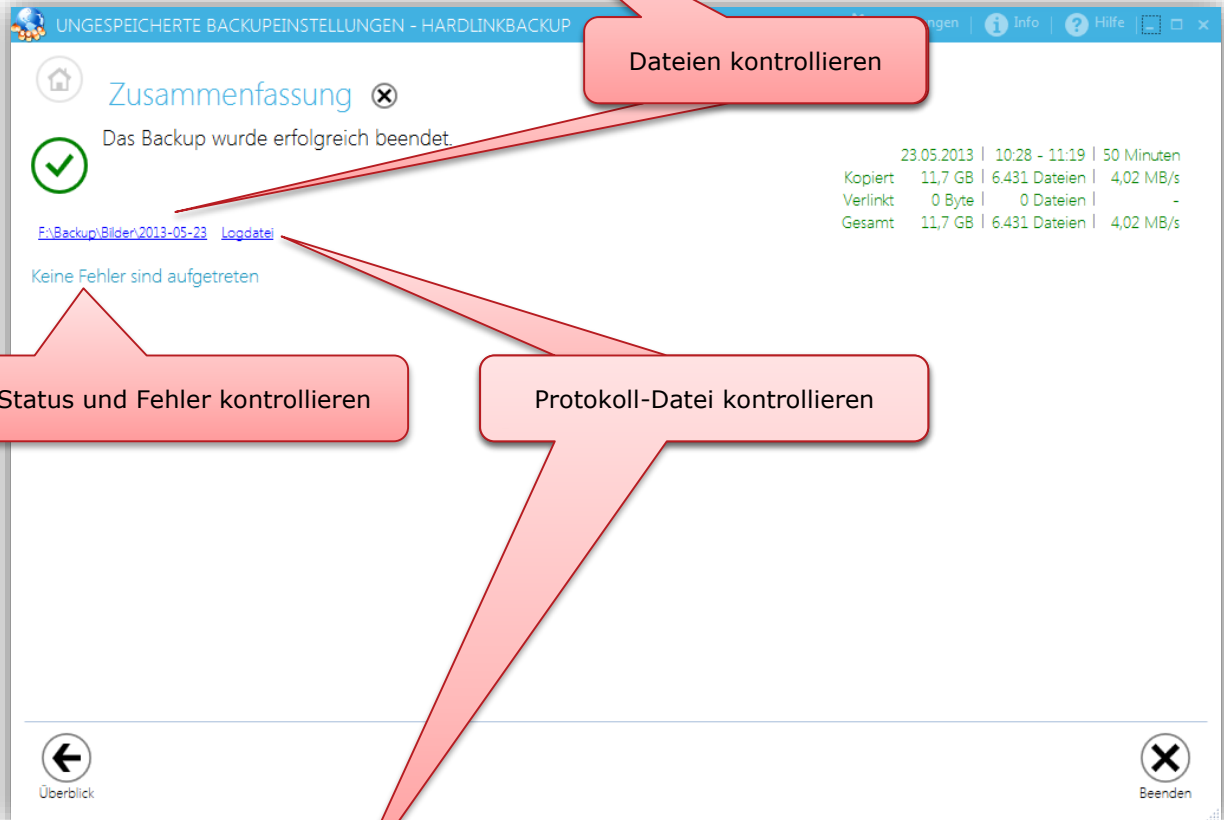 UNGESPEICHERTE BACKUPEINSTELLUNGEN - HARDLINKBACKUP
Info | Hilfe
Dateien kontrollieren
Zusammenfassung
Das Backup wurde erfolgreich beendet.
23.05.2013 | 10:28 - 11:19 | 50 Minuten
Kopiert 11,7 GB | 6.431 Dateien | 4,02 MB/s
Verlinkt 0 Byte | 0 Dateien | -
Gesamt 11,7 GB | 6.431 Dateien | 4,02 MB/s
F:\Backup\Bilder\2013-05-23 Logdatei
Keine Fehler sind aufgetreten
Status und Fehler kontrollieren
Protokoll-Datei kontrollieren
Überblick
Beenden